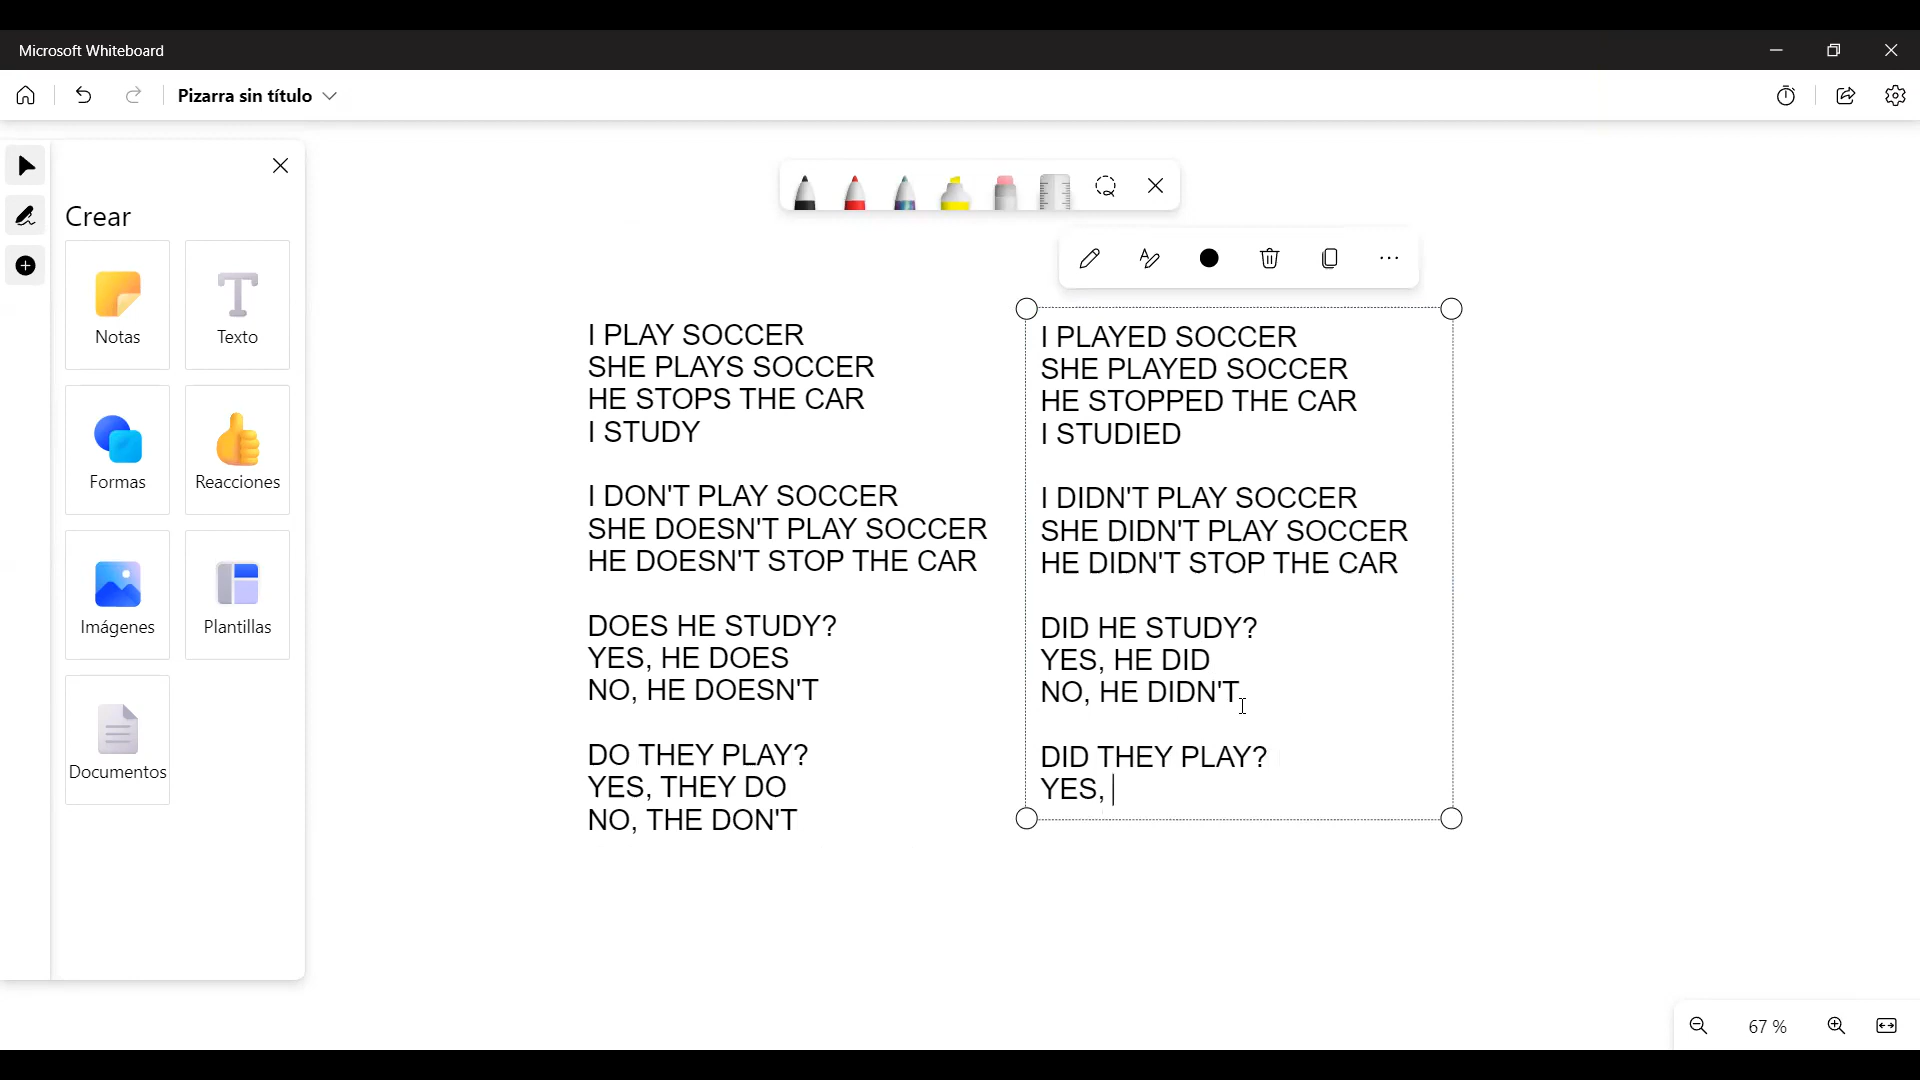 Microsoft Whiteboard
Pizarra sin título
Crear
Notas
Texto
Formas
Reacciones
Imágenes
Plantillas
Documentos
I PLAY SOCCER
SHE PLAYS SOCCER
HE STOPS THE CAR
I STUDY
I DON'T PLAY SOCCER
SHE DOESN'T PLAY SOCCER
HE DOESN'T STOP THE CAR
DOES HE STUDY?
YES, HE DOES
NO, HE DOESN'T
DO THEY PLAY?
YES, THEY DO
NO, THE DON'T
I PLAYED SOCCER
SHE PLAYED SOCCER
HE STOPPED THE CAR
I STUDIED
I DIDN'T PLAY SOCCER
SHE DIDN'T PLAY SOCCER
HE DIDN'T STOP THE CAR
DID HE STUDY?
YES, HE DID
NO, HE DIDN'T
DID THEY PLAY?
YES,
67 %